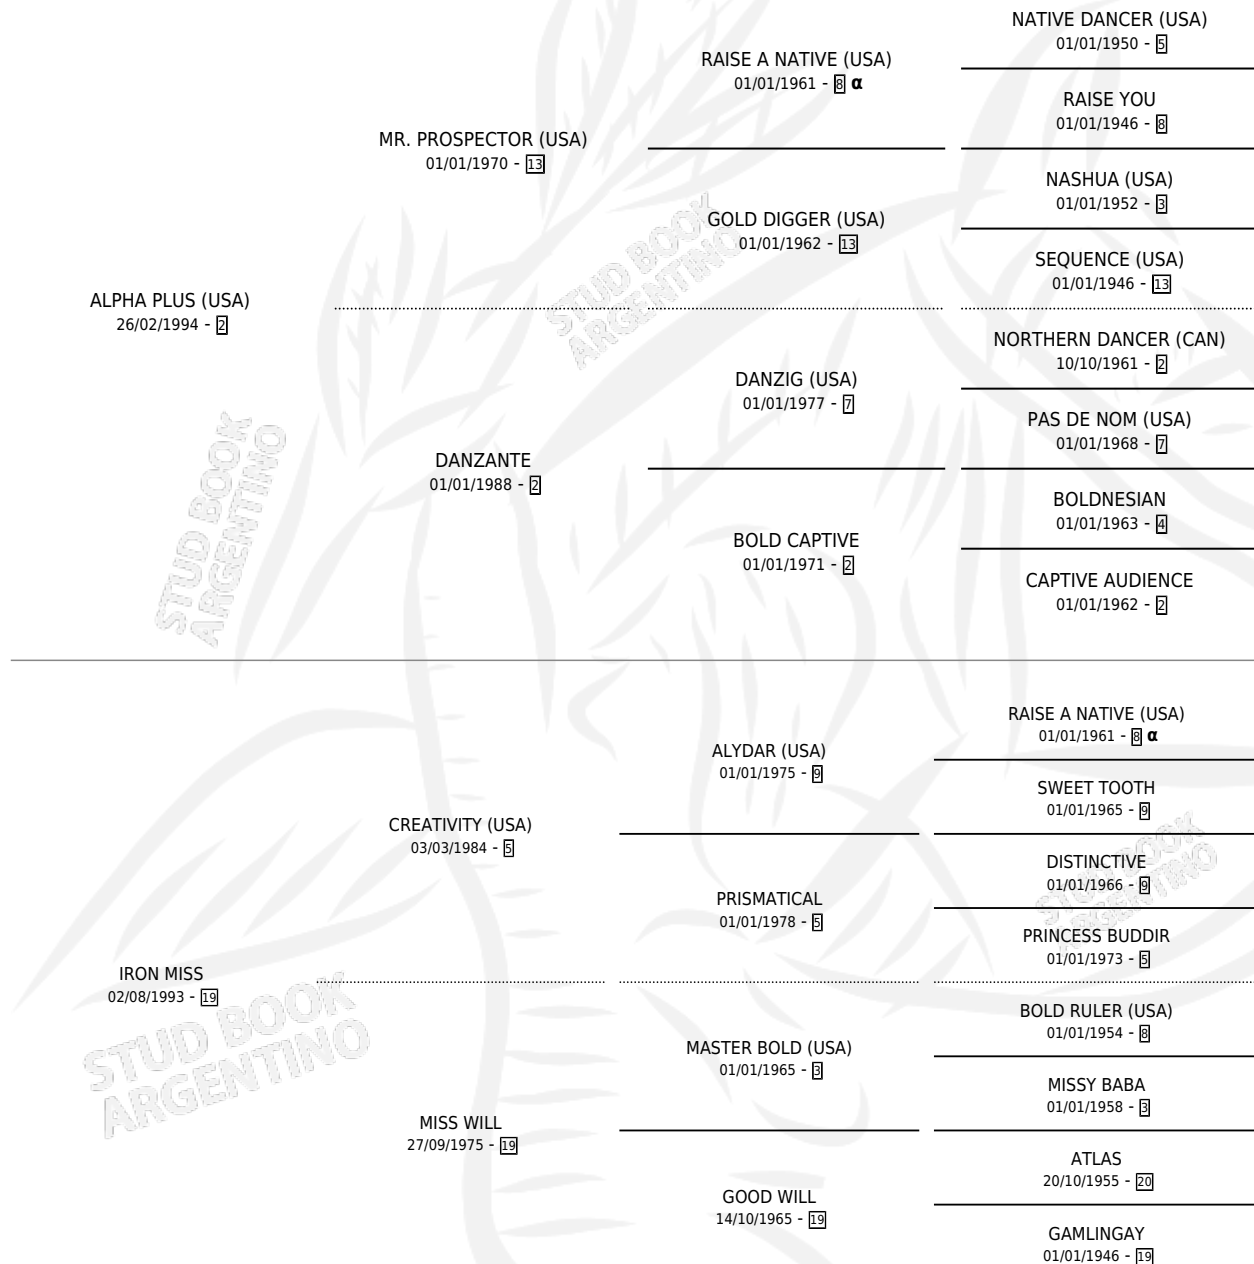 NATIVE DANCER (USA)
01/01/1950 - 5
RAISE A NATIVE (USA)
01/01/1961 - 8 α
RAISE YOU
01/01/1946 - 8
MR. PROSPECTOR (USA)
01/01/1970 - 13
NASHUA (USA)
01/01/1952 - 3
GOLD DIGGER (USA)
01/01/1962 - 13
SEQUENCE (USA)
01/01/1946 - 13
ALPHA PLUS (USA)
26/02/1994 - 2
NORTHERN DANCER (CAN)
10/10/1961 - 2
DANZIG (USA)
01/01/1977 - 7
PAS DE NOM (USA)
01/01/1968 - 7
DANZANTE
01/01/1988 - 2
BOLDNESIAN
01/01/1963 - 4
BOLD CAPTIVE
01/01/1971 - 2
CAPTIVE AUDIENCE
01/01/1962 - 2
RAISE A NATIVE (USA)
01/01/1961 - 8 α
ALYDAR (USA)
01/01/1975 - 9
SWEET TOOTH
01/01/1965 - 9
CREATIVITY (USA)
03/03/1984 - 5
DISTINCTIVE
01/01/1966 - 9
PRISMATICAL
01/01/1978 - 5
PRINCESS BUDDIR
01/01/1973 - 5
IRON MISS
02/08/1993 - 19
BOLD RULER (USA)
01/01/1954 - 8
MASTER BOLD (USA)
01/01/1965 - 3
MISSY BABA
01/01/1958 - 3
MISS WILL
27/09/1975 - 19
ATLAS
20/10/1955 - 20
GOOD WILL
14/10/1965 - 19
GAMLINGAY
01/01/1946 - 19
STUD BOOK
ARGENTINO
STUD BOOK
ARGENTINO
STUD BOOK
ARGENTINO
STUD BOOK
ARGENTINO